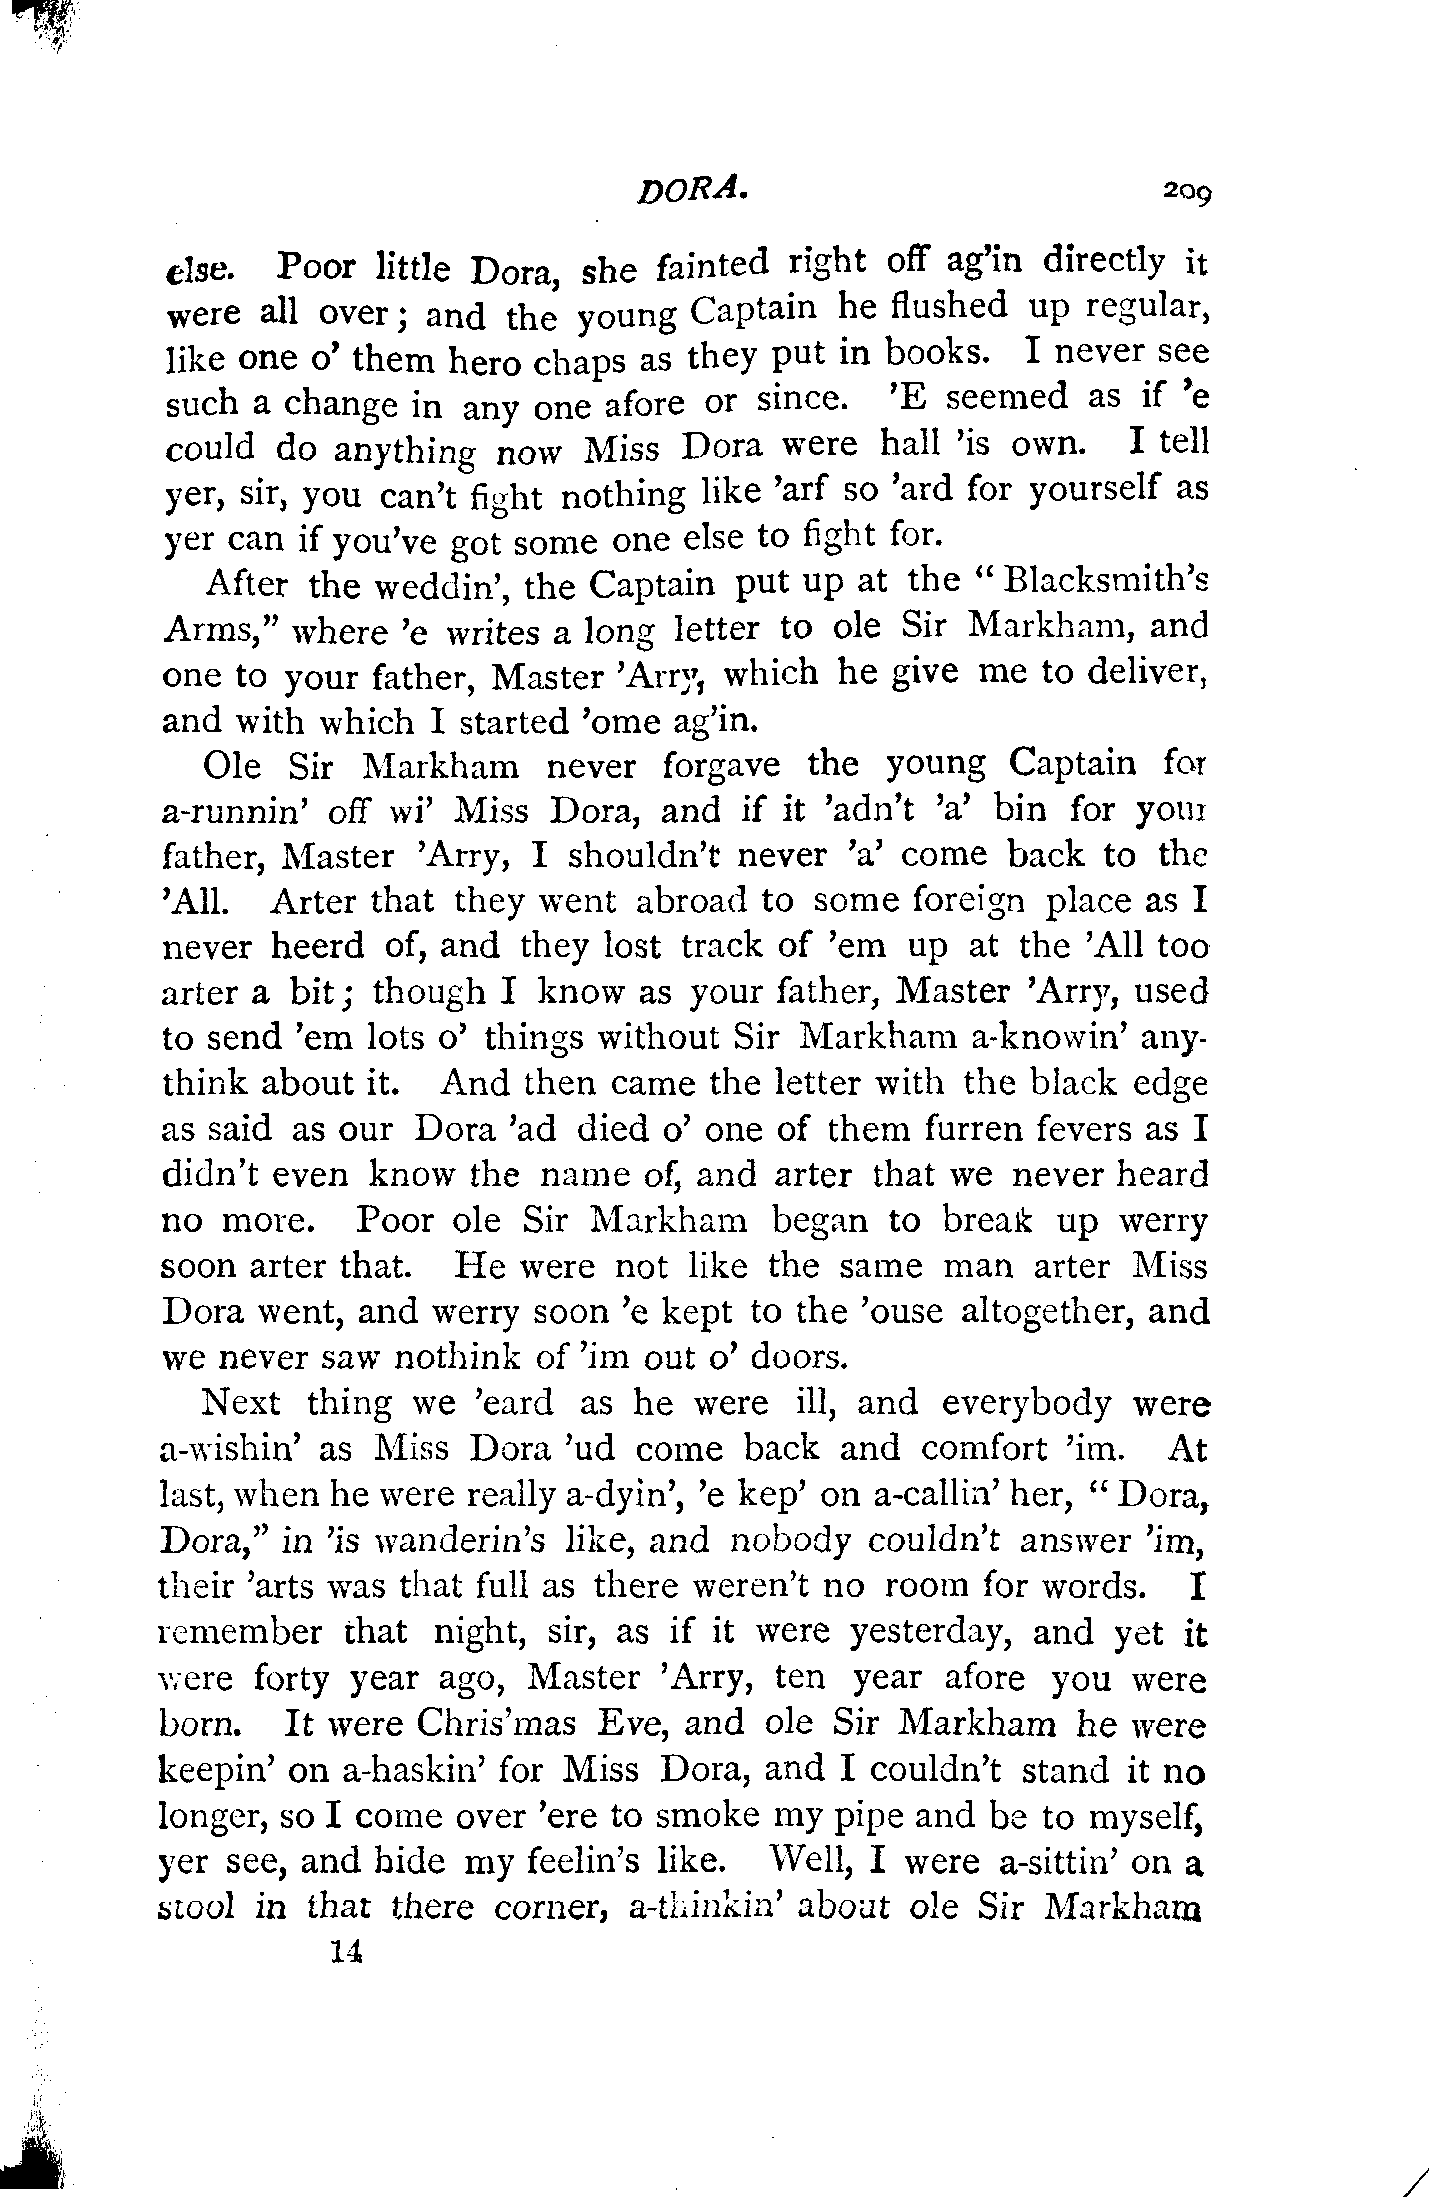 DORA. 209
else. Poor little Dora, she fainted right off ag'in directly it
were all over; and the young Captain he flushed up regular,
like one o' them hero chaps as they put in books. I never see
such a change in any one afore or since. 'E seemed as if 'e
could do anything now Miss Dora were hall 'is own. I tell
yer, sir, you can't fight nothing like 'arf so 'ard for yourself as
yer can if you've got some one else to fight for.
After the weddin', the Captain put up at the "Blacksmith's
Arms," where 'e writes a long letter to ole Sir Markham, and
one to your father, Master 'Arry, which he give me to deliver,
and with which I started 'ome ag'in.
Ole Sir Markham never forgave the young Captain for
a-runnin' off wi' Miss Dora, and if it 'adn't 'a' bin for your
father, Master 'Arry, I shouldn't never 'a' come back to the
'All. Arter that they went abroad to some foreign place as I
never heerd of, and they lost track of 'em up at the 'All too
arter a bit; though I know as your father, Master 'Arry, used
to send 'em lots o' things without Sir Markham a-knowin' any-
think about it. And then came the letter with the black edge
as said as our Dora 'ad died o' one of them furren fevers as I
didn't even know the name of, and arter that we never heard
no more. Poor ole Sir Markham began to break up werry
soon arter that. He were not like the same man arter Miss
Dora went, and werry soon 'e kept to the 'ouse altogether, and
we never saw nothink of 'im out o' doors.
Next thing we 'eard as he were ill, and everybody were
a-wishin' as Miss Dora 'ud come back and comfort 'im. At
last, when he were really a-dyin', 'e kep' on a-callin' her, "Dora,
Dora," in 'is wanderin's like, and nobody couldn't answer 'im,
their 'arts was that full as there weren't no room for words. I
remember that night, sir, as if it were yesterday, and yet it
were forty year ago, Master 'Arry, ten year afore you were
born. It were Chris'mas Eve, and ole Sir Markham he were
keepin' on a-haskin' for Miss Dora, and I couldn't stand it no
longer, so I come over 'ere to smoke my pipe and be to myself,
yer see, and hide my feelin's like. Well, I were a-sittin' on a
stool in that there corner, a-thinkin' about ole Sir Markham
14